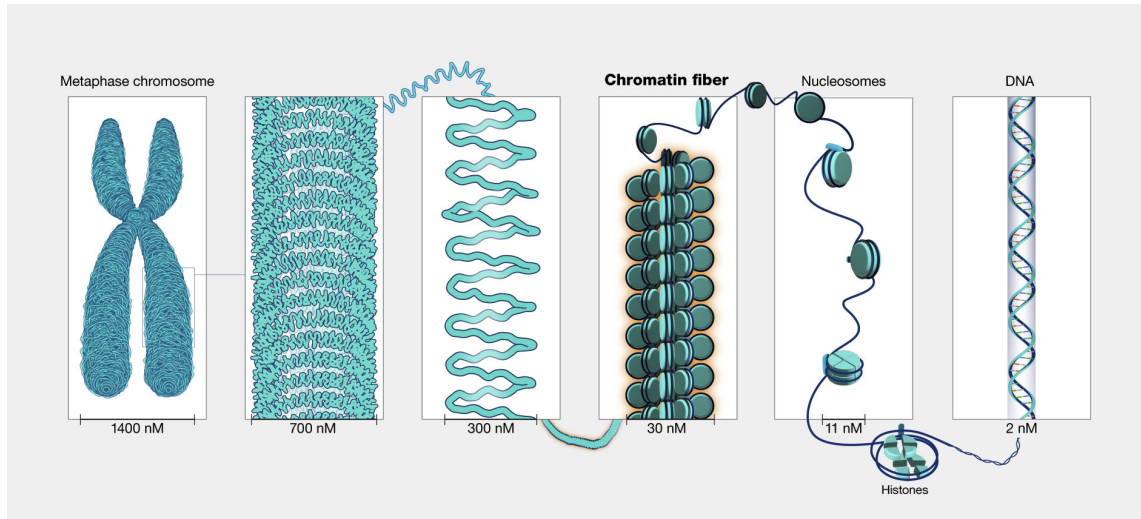 Metaphase chromosome
Chromatin fiber
Nucleosomes
DNA
1400 nM
700 nM
300 nM
30 nM
11 nM
2 nM
Histones